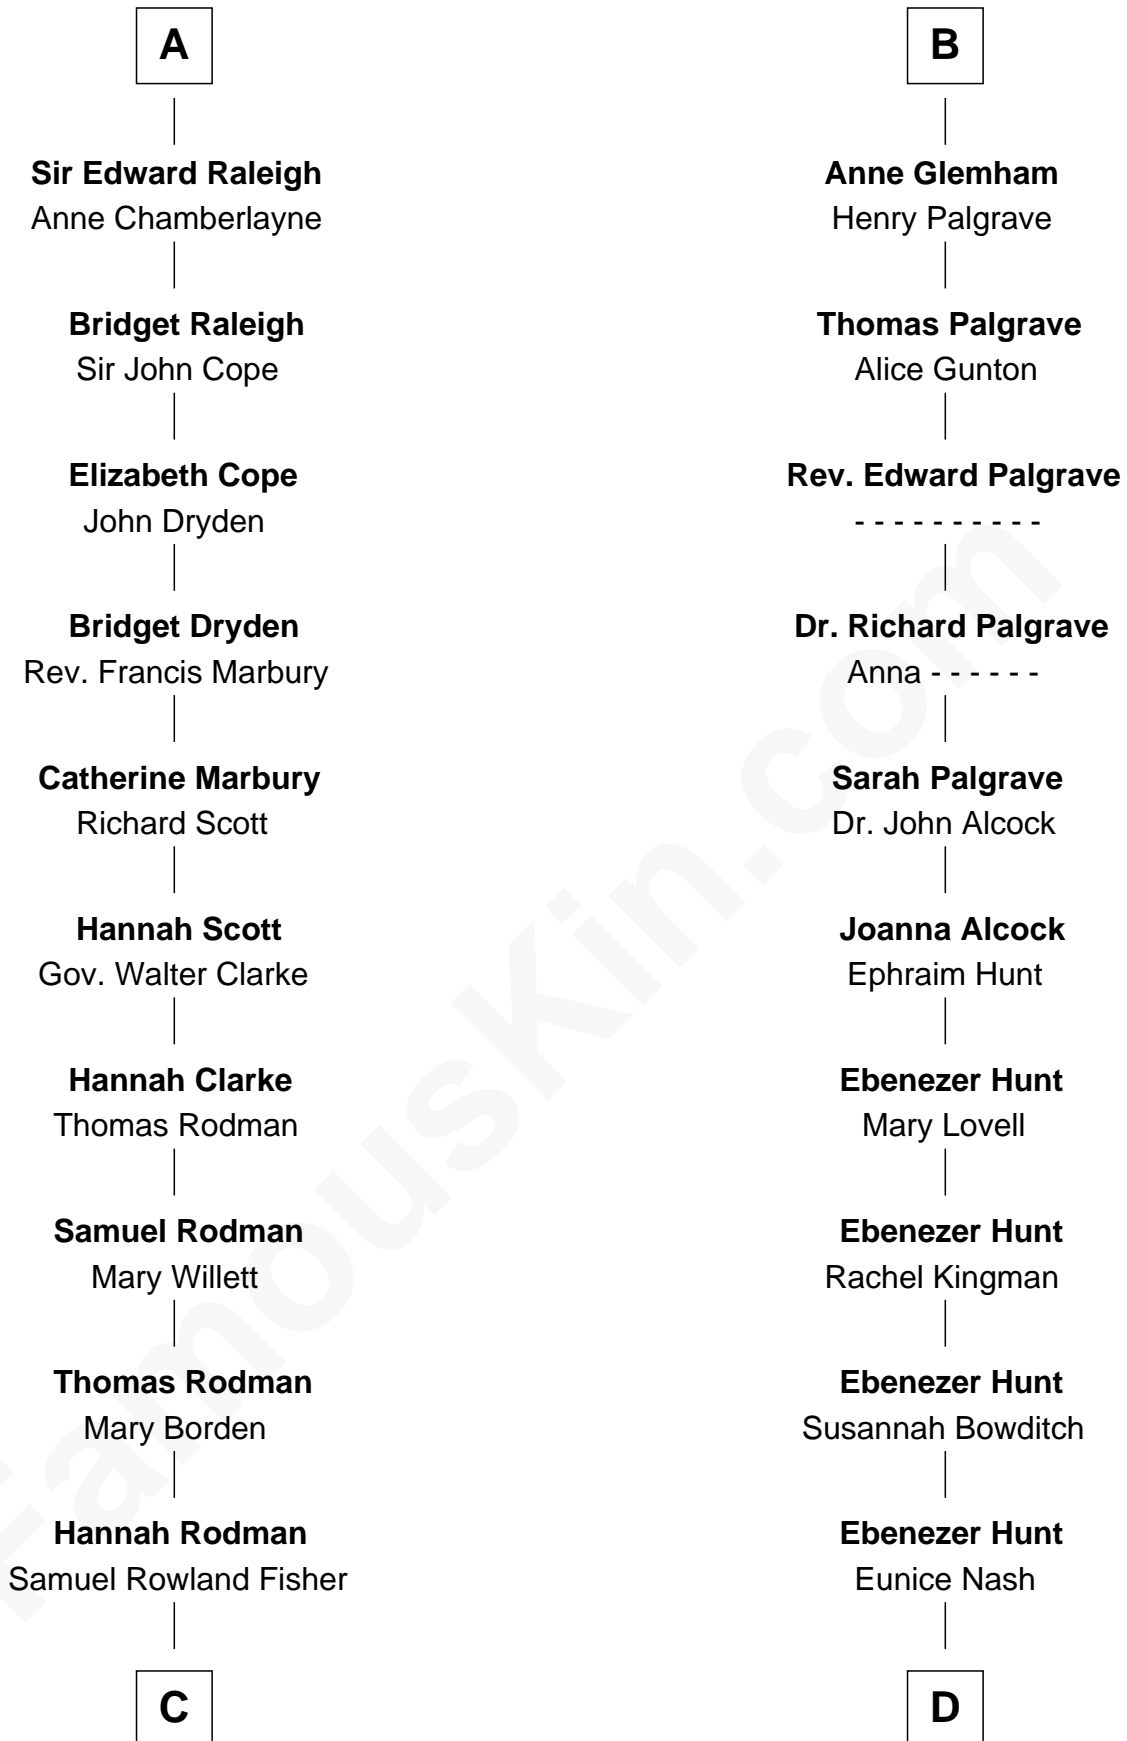 A
Sir Edward Raleigh
Anne Chamberlayne
Bridget Raleigh
Sir John Cope
Elizabeth Cope
John Dryden
Bridget Dryden
Rev. Francis Marbury
Catherine Marbury
Richard Scott
Hannah Scott
Gov. Walter Clarke
Hannah Clarke
Thomas Rodman
Samuel Rodman
Mary Willett
Thomas Rodman
Mary Borden
Hannah Rodman
Samuel Rowland Fisher
C
B
Anne Glemham
Henry Palgrave
Thomas Palgrave
Alice Gunton
Rev. Edward Palgrave
- - - - - - - - - -
Dr. Richard Palgrave
Anna - - - - - -
Sarah Palgrave
Dr. John Alcock
Joanna Alcock
Ephraim Hunt
Ebenezer Hunt
Mary Lovell
Ebenezer Hunt
Rachel Kingman
Ebenezer Hunt
Susannah Bowditch
Ebenezer Hunt
Eunice Nash
D
FamousKin.com